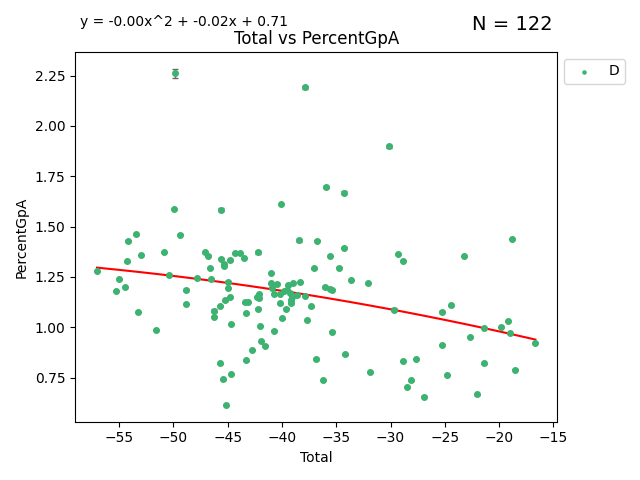 y = -0.00x^2 + -0.02x + 0.71
N = 122
Total vs PercentGpA
D
2.25
2.00
1.75
1.50
1.25
1.00
0.75
PercentGpA
−55 −50 −45 −40 −35 −30 −25 −20 −15
Total